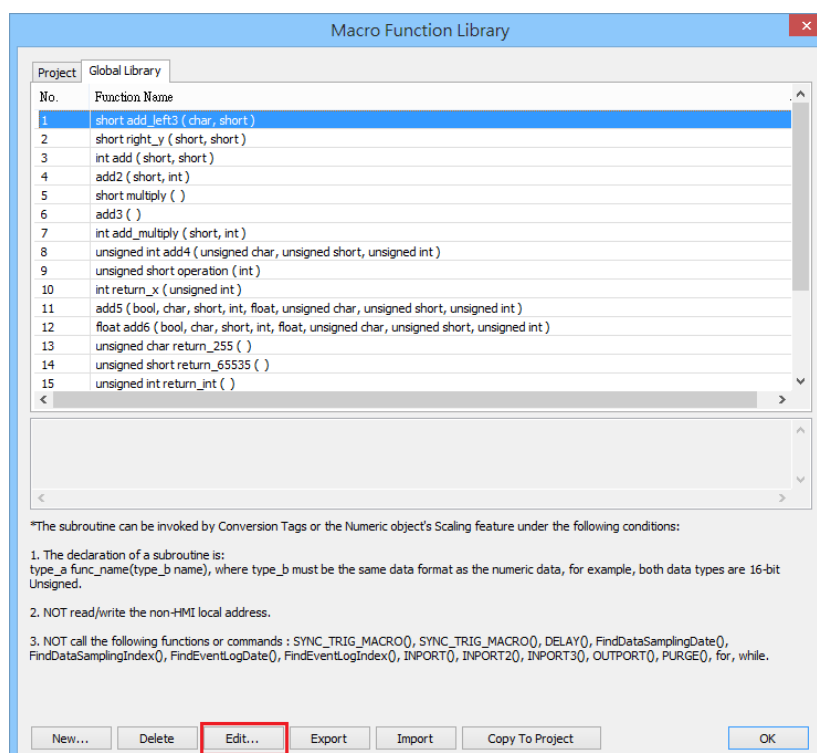 Macro Function Library
Project Global Library
No. Function Name
1 short add_left3 ( char, short )
2 short right_y ( short, short )
3 int add ( short, short )
4 add2 ( short, int )
5 short multiply ( )
6 add3 ( )
7 int add_multiply ( short, int )
8 unsigned int add4 ( unsigned char, unsigned short, unsigned int )
9 unsigned short operation ( int )
10 int return_x ( unsigned int )
11 add5 ( bool, char, short, int, float, unsigned char, unsigned short, unsigned int )
12 float add6 ( bool, char, short, int, float, unsigned char, unsigned short, unsigned int )
13 unsigned char return_255 ( )
14 unsigned short return_65535 ( )
15 unsigned int return_int ( )
*The subroutine can be invoked by Conversion Tags or the Numeric object's Scaling feature under the following conditions:
1. The declaration of a subroutine is:
type_a func_name(type_b name), where type_b must be the same data format as the numeric data, for example, both data types are 16-bit
Unsigned.
2. NOT read/write the non-HMI local address.
3. NOT call the following functions or commands : SYNC_TRIG_MACRO(), SYNC_TRIG_MACRO(), DELAY(), FindDataSamplingDate(),
FindDataSamplingIndex(), FindEventLogDate(), FindEventLogIndex(), INPORT(), INPORT2(), INPORT3(), OUTPORT(), PURGE(), for, while.
New... Delete Edit... Export Import Copy To Project OK